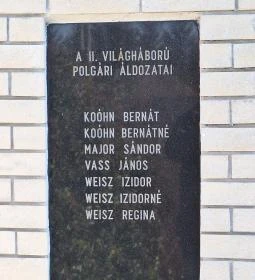 A II. VILÁGHÁBORÚ
POLGÁRI ÁLDOZATAI
KOÓHN BERNÁT
KOÓHN BERNÁTNÉ
MAJOR SÁNDOR
VASS JÁNOS
WEISZ IZIDOR
WEISZ IZIDORNÉ
WEISZ REGINA